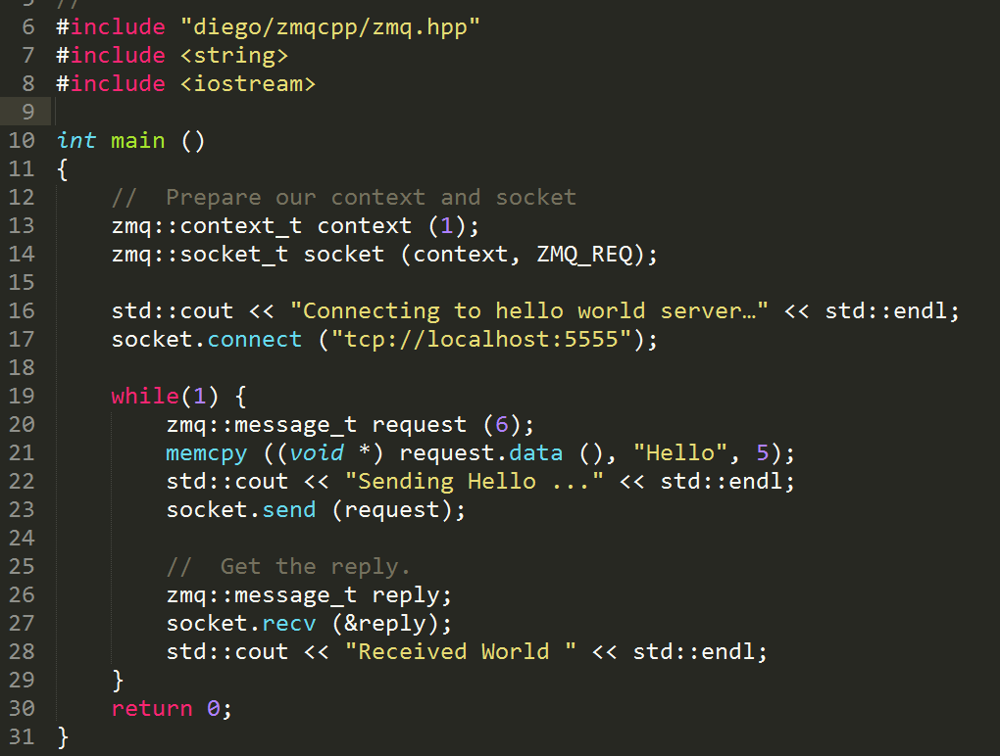 5 //
6 #include "diego/zmqcpp/zmq.hpp"
7 #include <string>
8 #include <iostream>
9
10 int main ()
11 {
12     //  Prepare our context and socket
13     zmq::context_t context (1);
14     zmq::socket_t socket (context, ZMQ_REQ);
15
16     std::cout << "Connecting to hello world server…" << std::endl;
17     socket.connect ("tcp://localhost:5555");
18
19     while(1) {
20         zmq::message_t request (6);
21         memcpy ((void *) request.data (), "Hello", 5);
22         std::cout << "Sending Hello ..." << std::endl;
23         socket.send (request);
24
25         //  Get the reply.
26         zmq::message_t reply;
27         socket.recv (&reply);
28         std::cout << "Received World " << std::endl;
29     }
30     return 0;
31 }